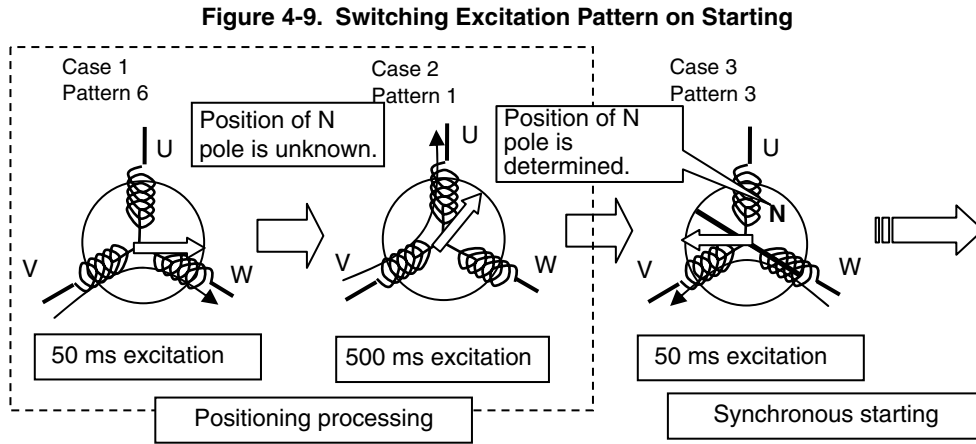 Figure 4-9. Switching Excitation Pattern on Starting
Case 1
Pattern 6
Position of N
pole is unknown.
U
V
W
50 ms excitation
Case 2
Pattern 1
U
V
W
500 ms excitation
Positioning processing
Case 3
Pattern 3
Position of N
pole is
determined.
U
N
V
W
50 ms excitation
Synchronous starting